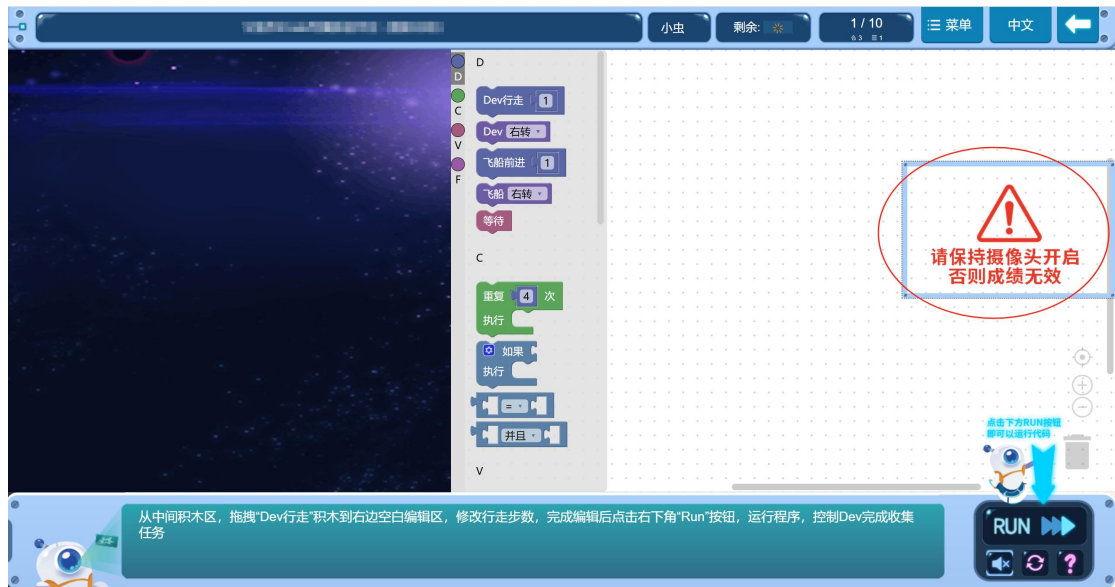 小虫
剩余:
1 / 10
3 1
菜单
中文
D
C
V
F
D
Dev行走 1
Dev 右转
飞船前进 1
飞船 右转
等待
C
重复 4 次
执行
如果
执行
=
并且
V
请保持摄像头开启
否则成绩无效
点击下方RUN按钮
即可以运行代码
从中间积木区，拖拽“Dev行走”积木到右边空白编辑区，修改行走步数，完成编辑后点击右下角“Run”按钮，运行程序，控制Dev完成收集
任务
RUN
?